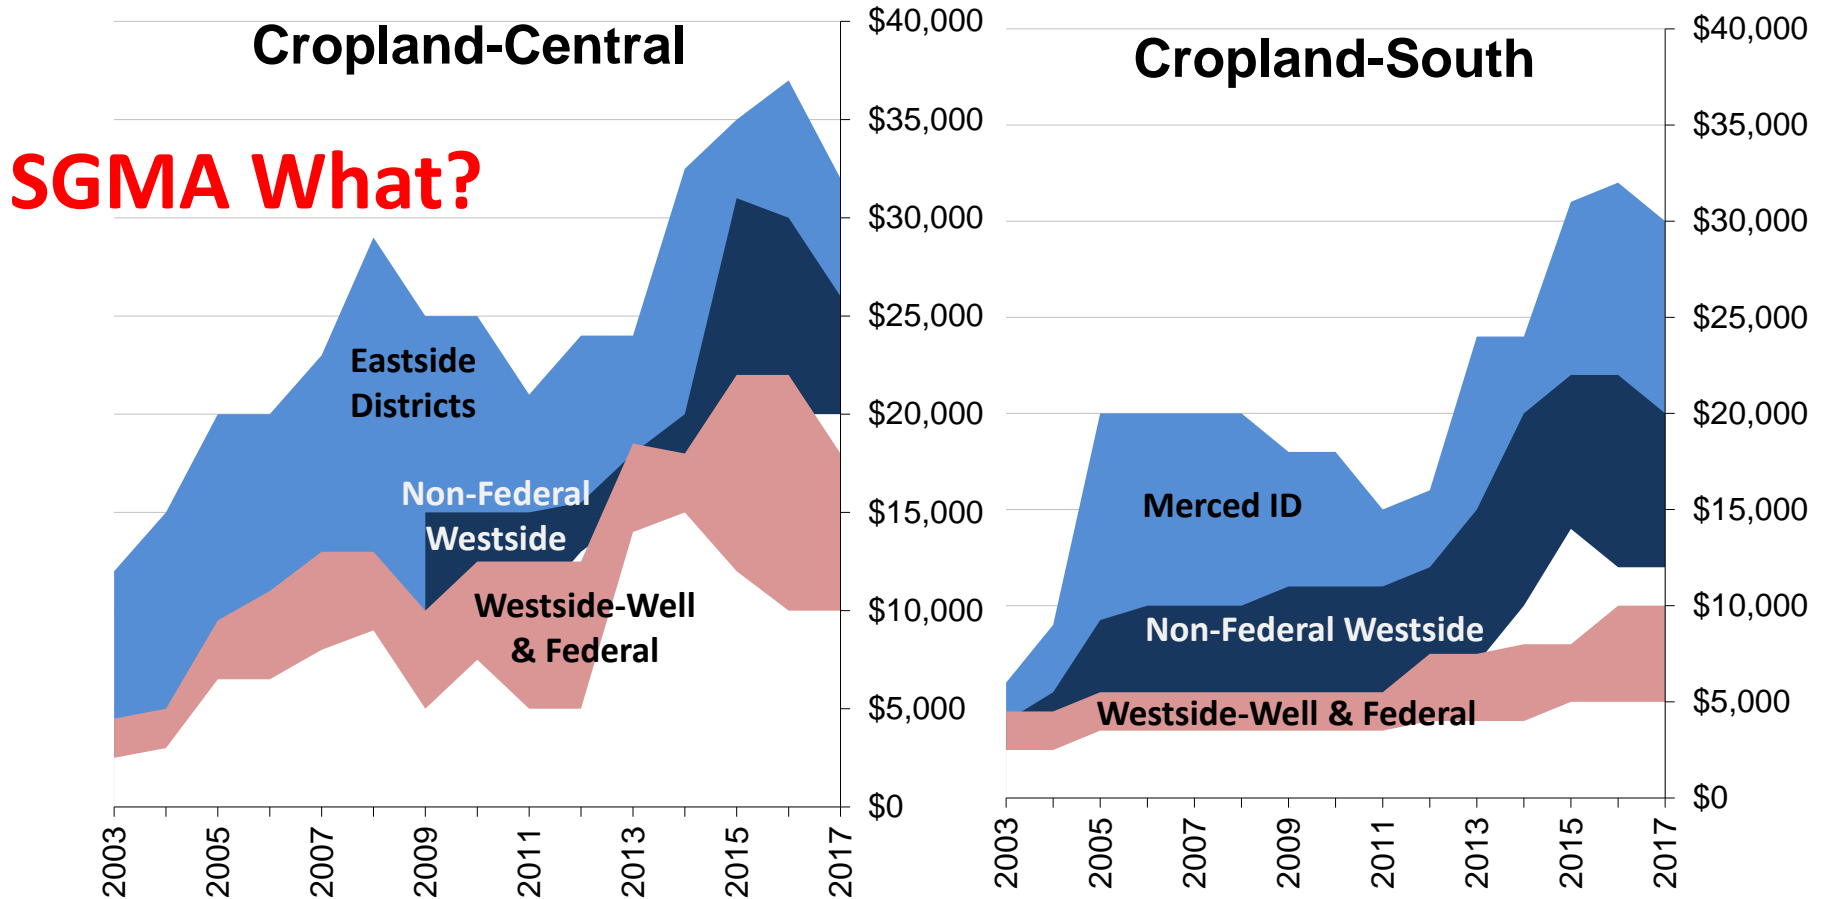 Cropland-Central
SGMA What?
$40,000
$35,000
$30,000
$25,000
$20,000
$15,000
$10,000
$5,000
$0
Eastside
Districts
Non-Federal
Westside
Westside-Well
& Federal
2003
2005
2007
2009
2011
2013
2015
2017
Cropland-South
$40,000
$35,000
$30,000
$25,000
$20,000
$15,000
$10,000
$5,000
$0
Merced ID
Non-Federal Westside
Westside-Well & Federal
2003
2005
2007
2009
2011
2013
2015
2017